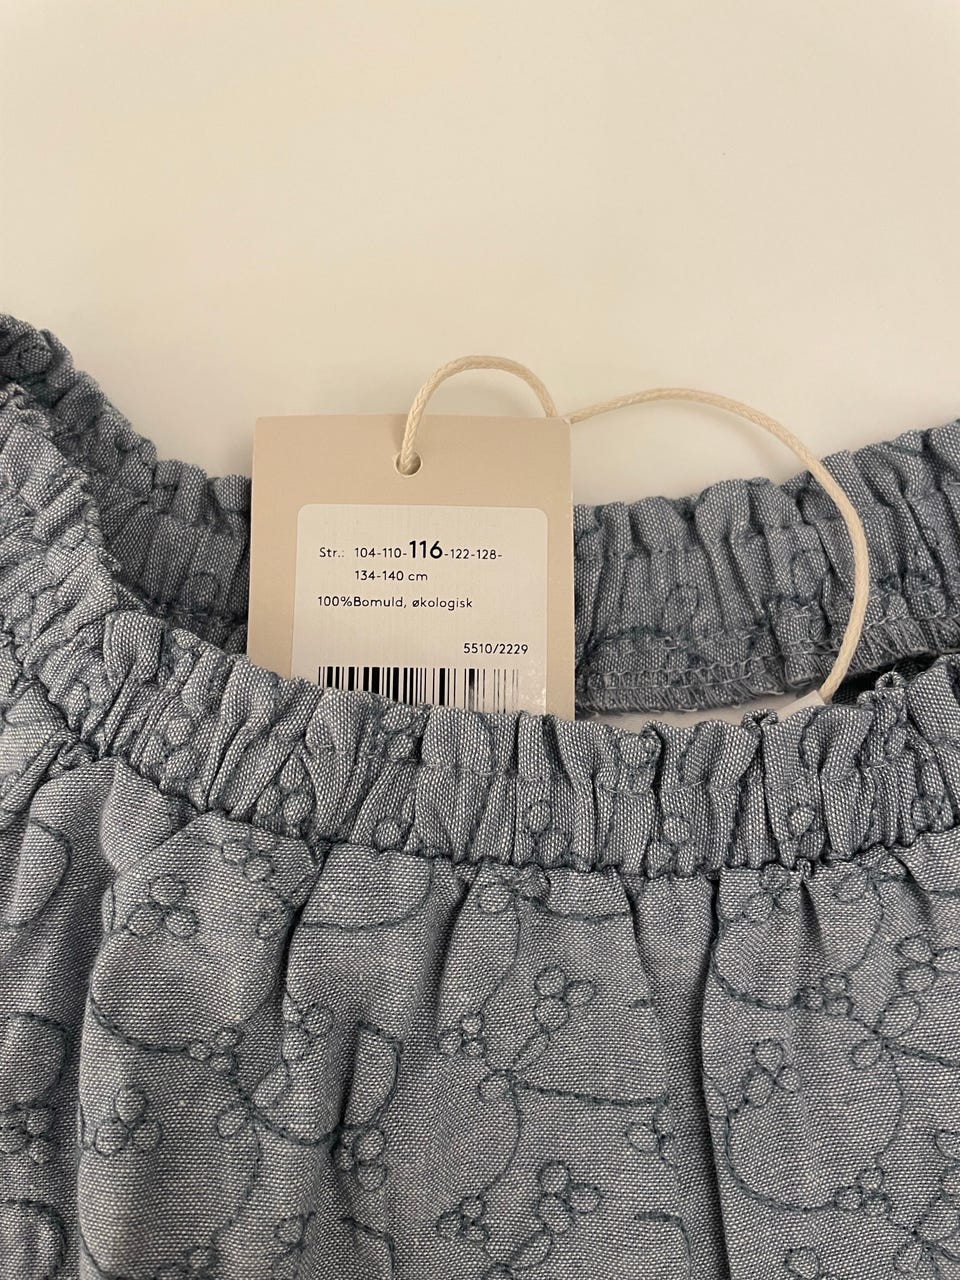 Str.: 104-110-116-122-128-
134-140 cm
100%Bomuld, økologisk
5510/2229